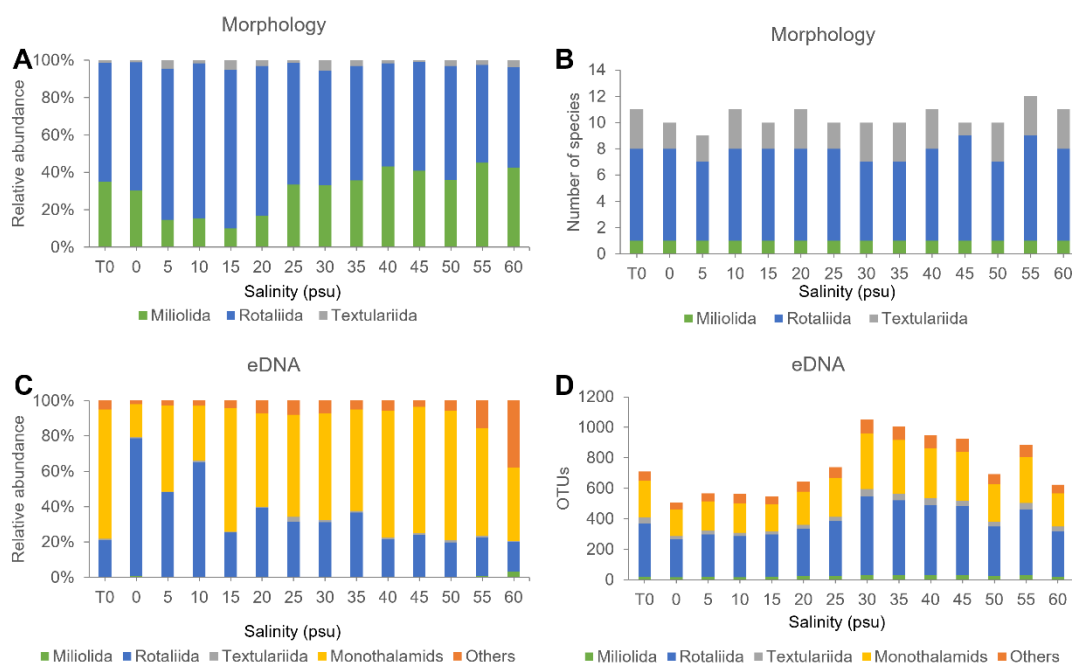 A
Morphology
Relative abundance
100%
80%
60%
40%
20%
0%
T0 0 5 10 15 20 25 30 35 40 45 50 55 60
Salinity (psu)
Miliolida Rotaliida Textulariida
B
Morphology
Number of species
14
12
10
8
6
4
2
0
T0 0 5 10 15 20 25 30 35 40 45 50 55 60
Salinity (psu)
Miliolida Rotaliida Textulariida
C
eDNA
Relative abundance
100%
80%
60%
40%
20%
0%
T0 0 5 10 15 20 25 30 35 40 45 50 55 60
Salinity (psu)
Miliolida Rotaliida Textulariida Monothalamids Others
D
eDNA
OTUs
1200
1000
800
600
400
200
0
T0 0 5 10 15 20 25 30 35 40 45 50 55 60
Salinity (psu)
Miliolida Rotaliida Textulariida Monothalamids Others